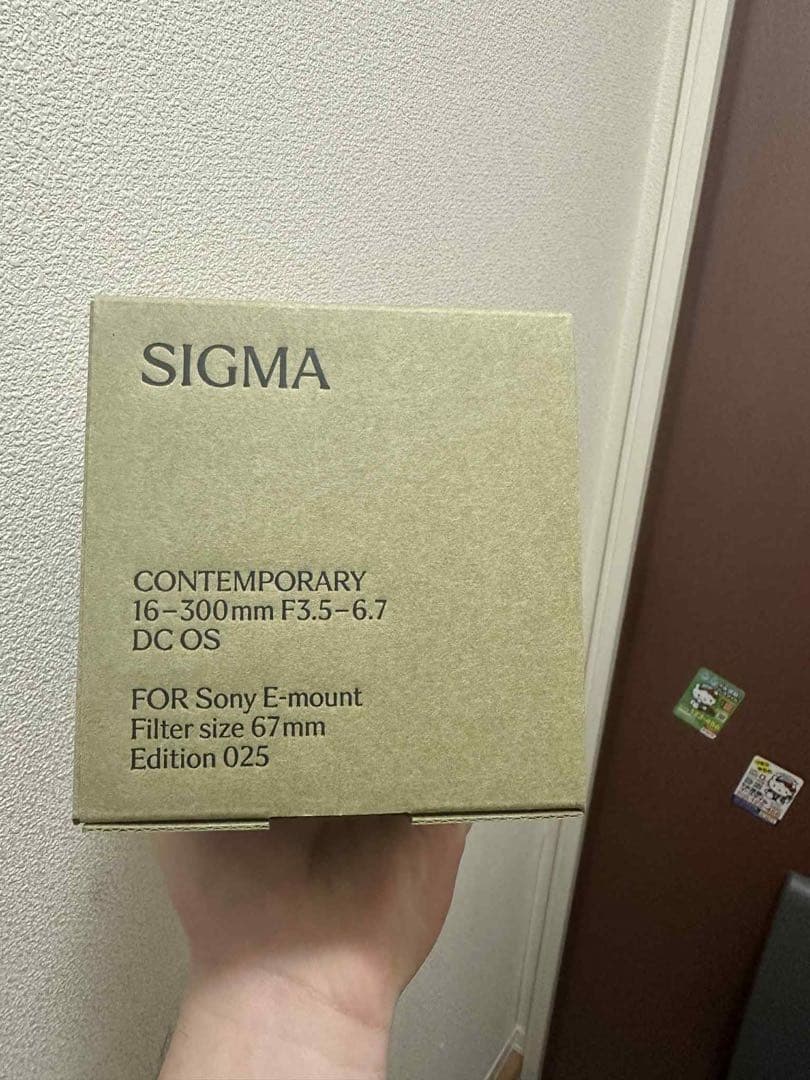 SIGMA
CONTEMPORARY
16–300mm F3.5–6.7
DC OS
FOR Sony E-mount
Filter size 67mm
Edition 025